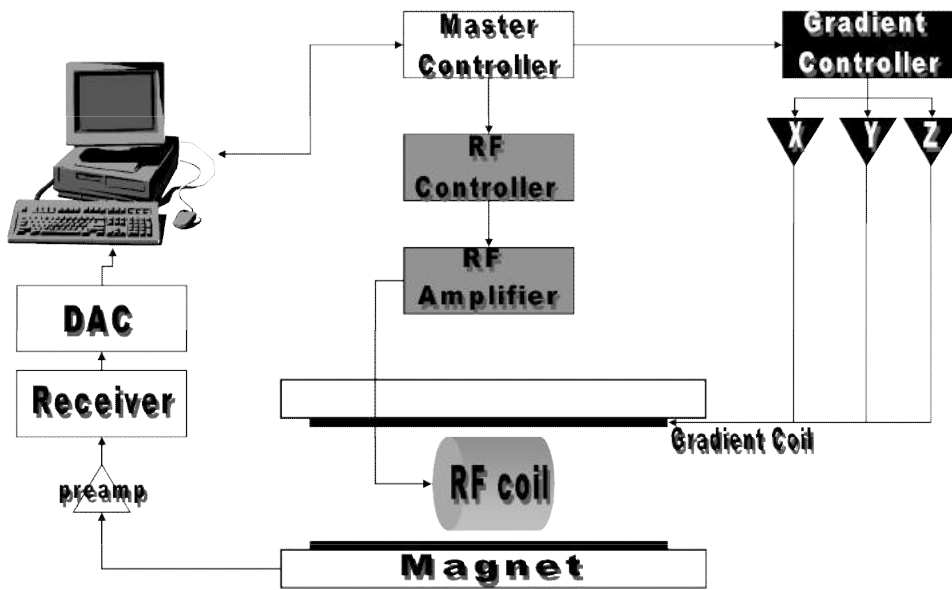 Master
Controller
Gradient
Controller
X Y Z
RF
Controller
RF
Amplifier
DAC
Receiver
preamp
Gradient Coil
RF coil
Magnet